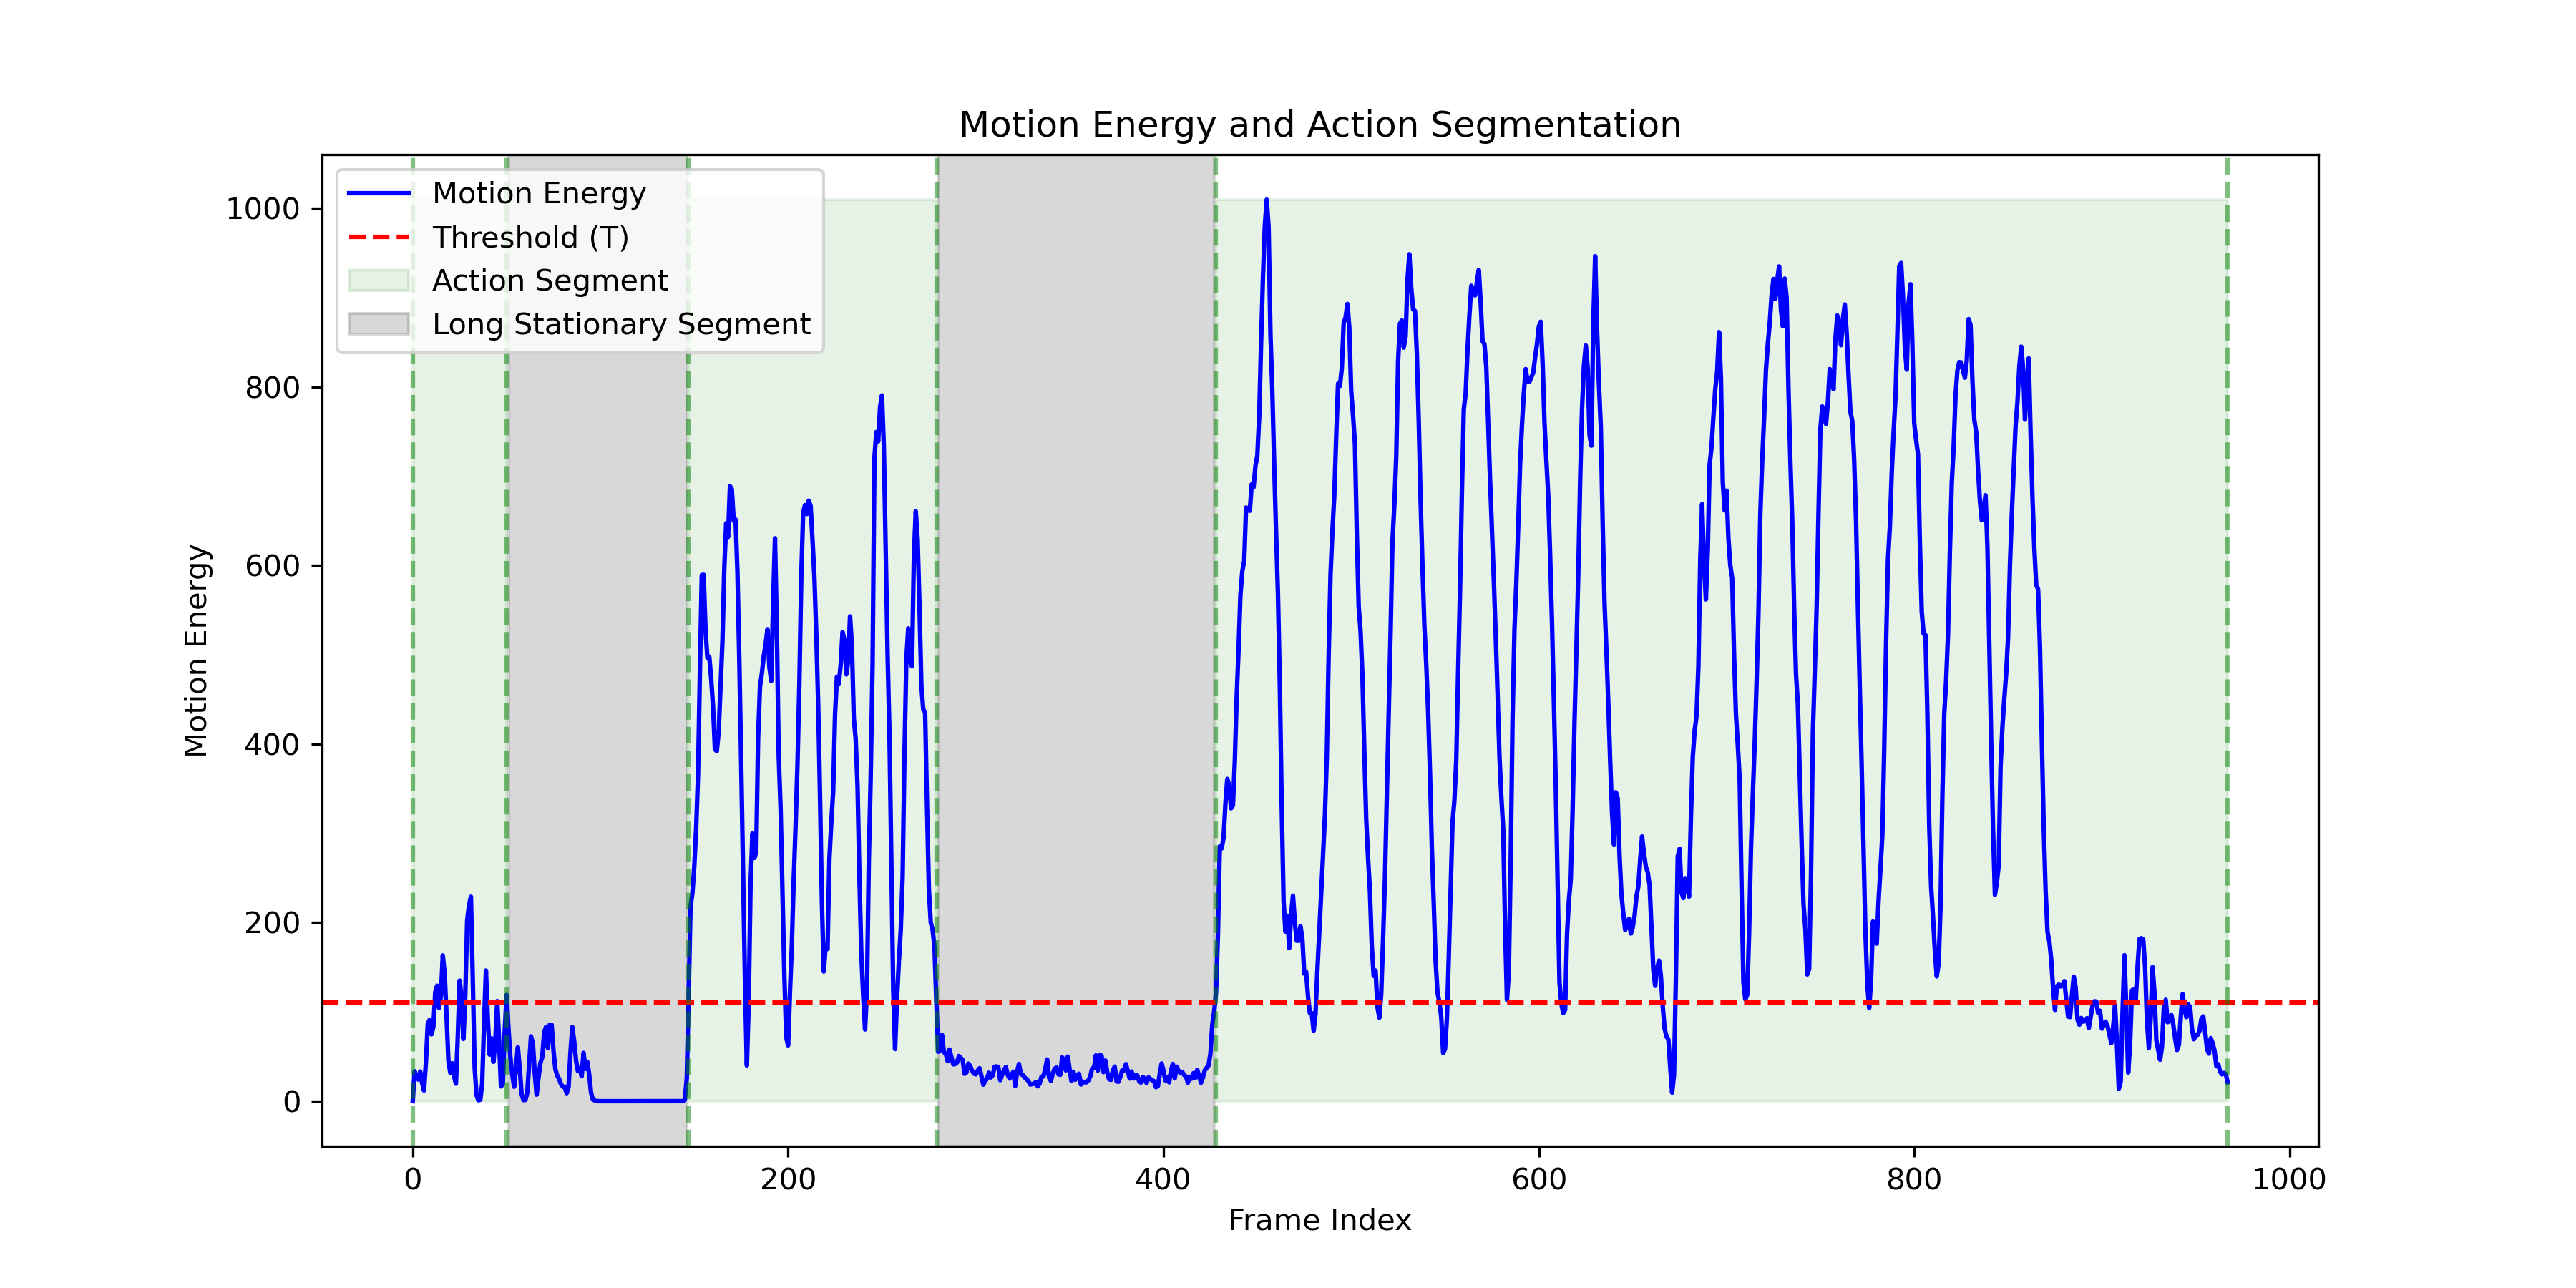 Motion Energy and Action Segmentation
Motion Energy
Threshold (T)
Action Segment
Long Stationary Segment
1000
800
600
400
200
0
Motion Energy
0 200 400 600 800 1000
Frame Index